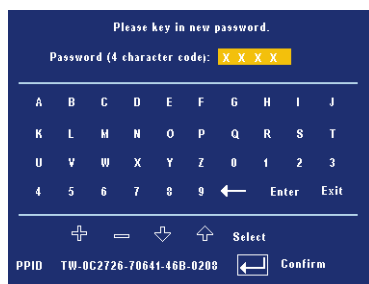 Please key in new password.
Password (4 character code): X X X X
A B C D E F G H I J
K L M N O P Q R S T
U V W X Y Z 0 1 2 3
4 5 6 7 8 9 ← Enter Exit
Select
PPID TW-0C2726-70641-46B-0208 Confirm